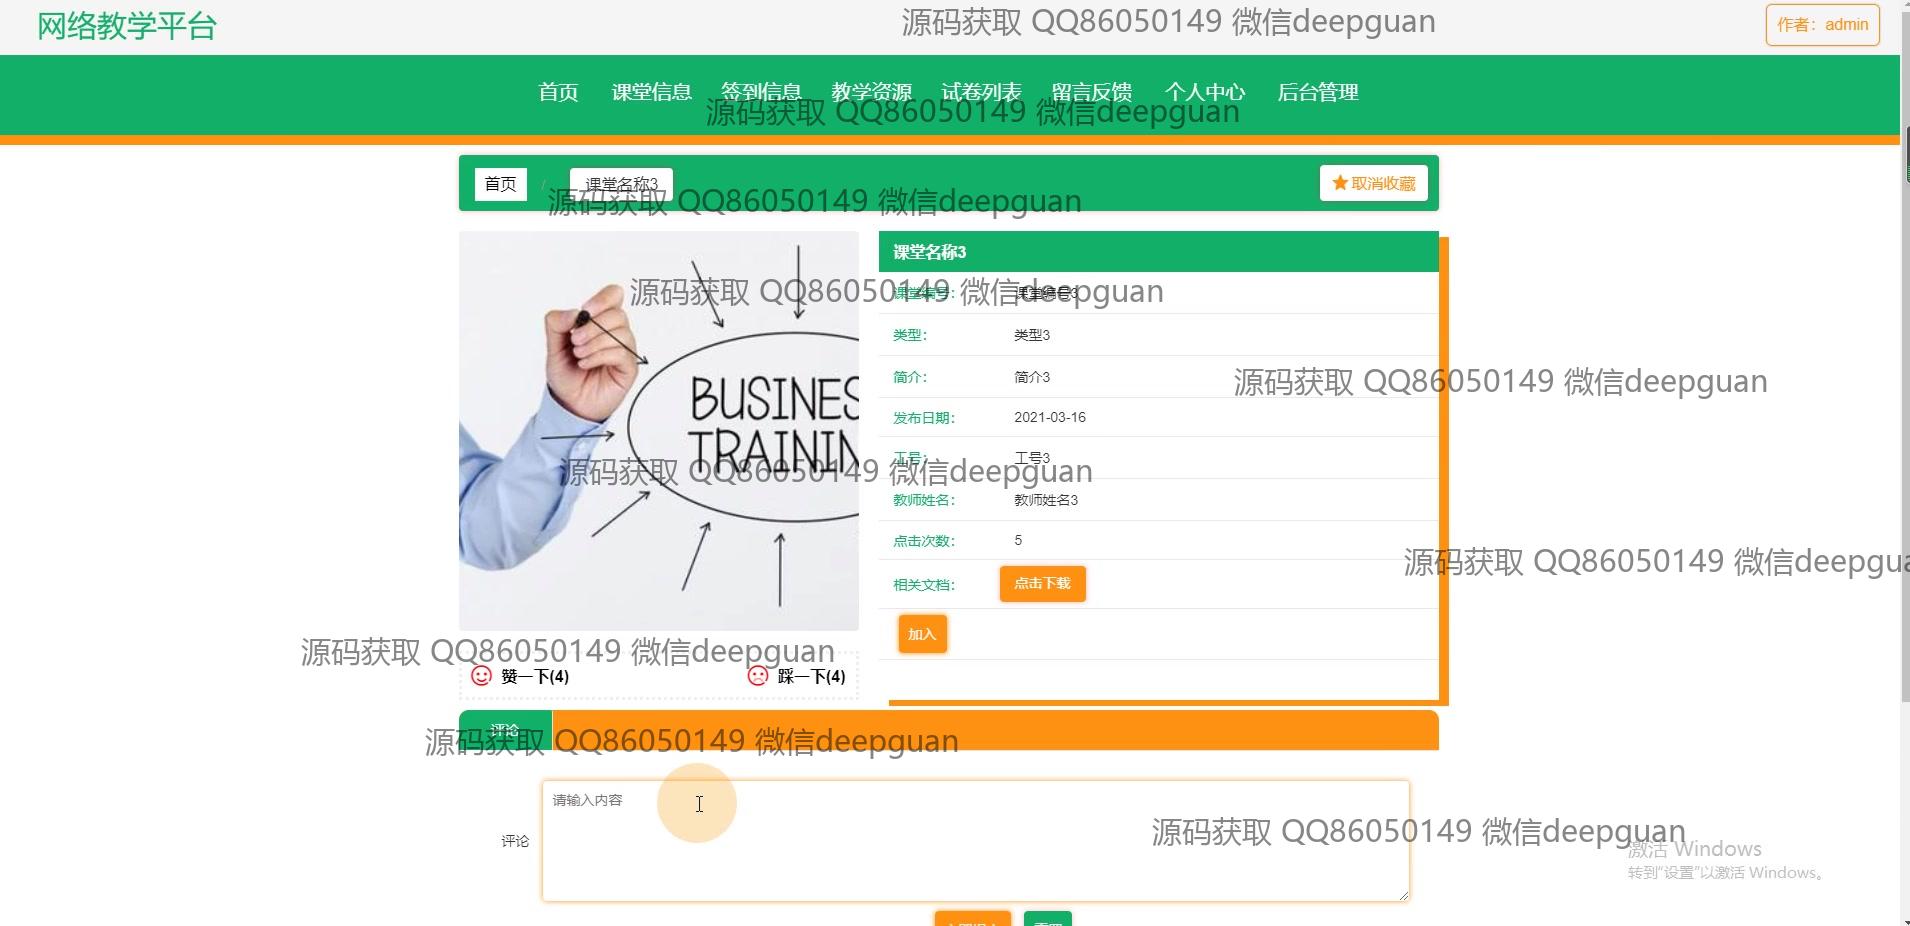 网络教学平台
源码获取 QQ86050149 微信deepguan
作者：admin
首页 课堂信息 签到信息 教学资源 试卷列表 留言反馈 个人中心 后台管理
源码获取 QQ86050149 微信deepguan
首页 / 课堂名称3
取消收藏
源码获取 QQ86050149 微信deepguan
课堂名称3
BUSINES
TRAININ
源码获取 QQ86050149 微信deepguan
课堂编号： 课堂编号3
类型： 类型3
简介： 简介3
源码获取 QQ86050149 微信deepguan
发布日期： 2021-03-16
工号： 工号3
源码获取 QQ86050149 微信deepguan
教师姓名： 教师姓名3
点击次数： 5
源码获取 QQ86050149 微信deepgua
相关文档： 点击下载
加入
源码获取 QQ86050149 微信deepguan
赞一下(4) 踩一下(4)
评论
源码获取 QQ86050149 微信deepguan
请输入内容
评论
源码获取 QQ86050149 微信deepguan
激活 Windows
转到“设置”以激活 Windows。